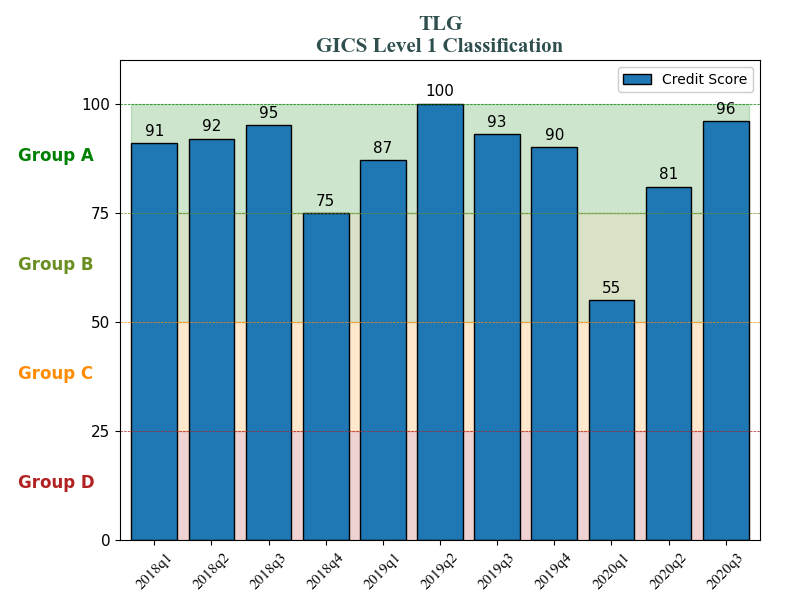 TLG
GICS Level 1 Classification
Credit Score
100
75
50
25
0
Group A
Group B
Group C
Group D
91
92
95
75
87
100
93
90
55
81
96
2018q1
2018q2
2018q3
2018q4
2019q1
2019q2
2019q3
2019q4
2020q1
2020q2
2020q3